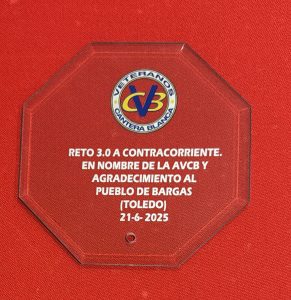 VETERANOS
CVB
CANTERA BLANCA
RETO 3.0 A CONTRACORRIENTE.
EN NOMBRE DE LA AVCB Y
AGRADECIMIENTO AL
PUEBLO DE BARGAS
(TOLEDO)
21-6- 2025